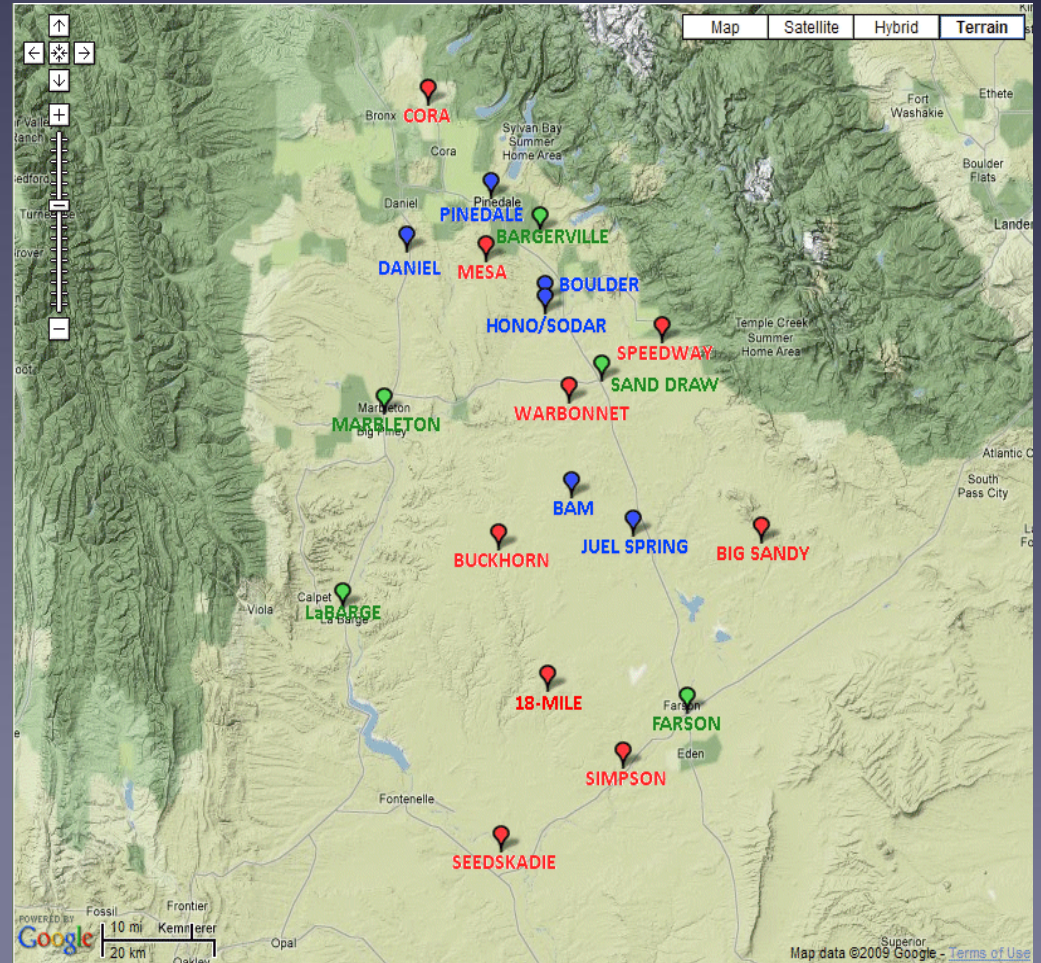 Map
Satellite
Hybrid
Terrain
CORA
Bronx
Cora
Sylvan Bay
Summer
Home Area
Fort
Washakie
Ethete
Boulder
Flats
Lander
Daniel
Pinedale
PINEDALE
BARGERVILLE
DANIEL
MESA
BOULDER
HONO/SODAR
SPEEDWAY
Temple Creek
Summer
Home Area
SAND DRAW
WARBONNET
Marbleton
MARBLETON
Big Piney
Atlantic C
South
Pass City
BAM
JUEL SPRING
BIG SANDY
BUCKHORN
Calpet
Viola
LaBARGE
La Barge
18-MILE
Farson
FARSON
Eden
SIMPSON
Fontenelle
SEEDSKADIE
Fossil
Frontier
Kemmerer
Opal
Oakley
Superior
POWERED BY
Google
10 mi
20 km
Map data ©2009 Google - Terms of Use